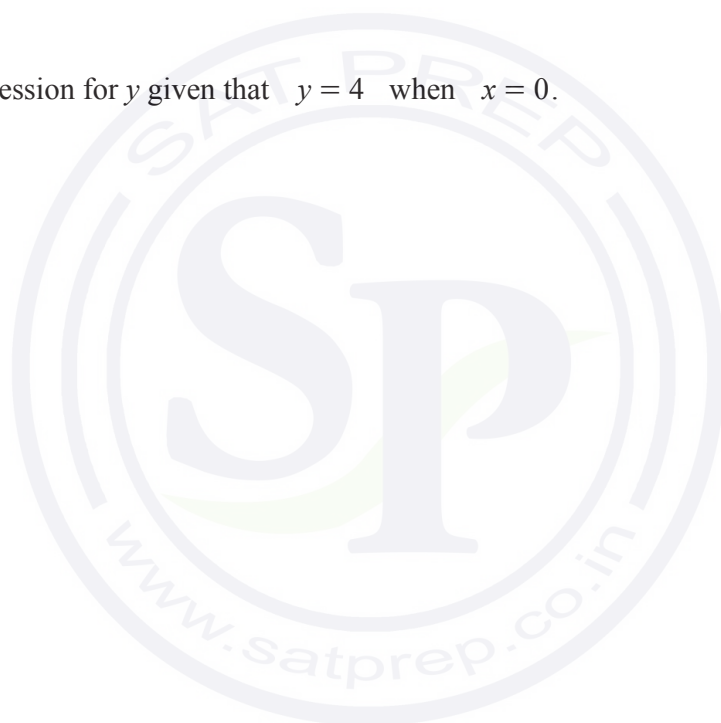 ession for y given that y = 4 when x = 0.
SAT PREP
SP
www.satprep.co.in